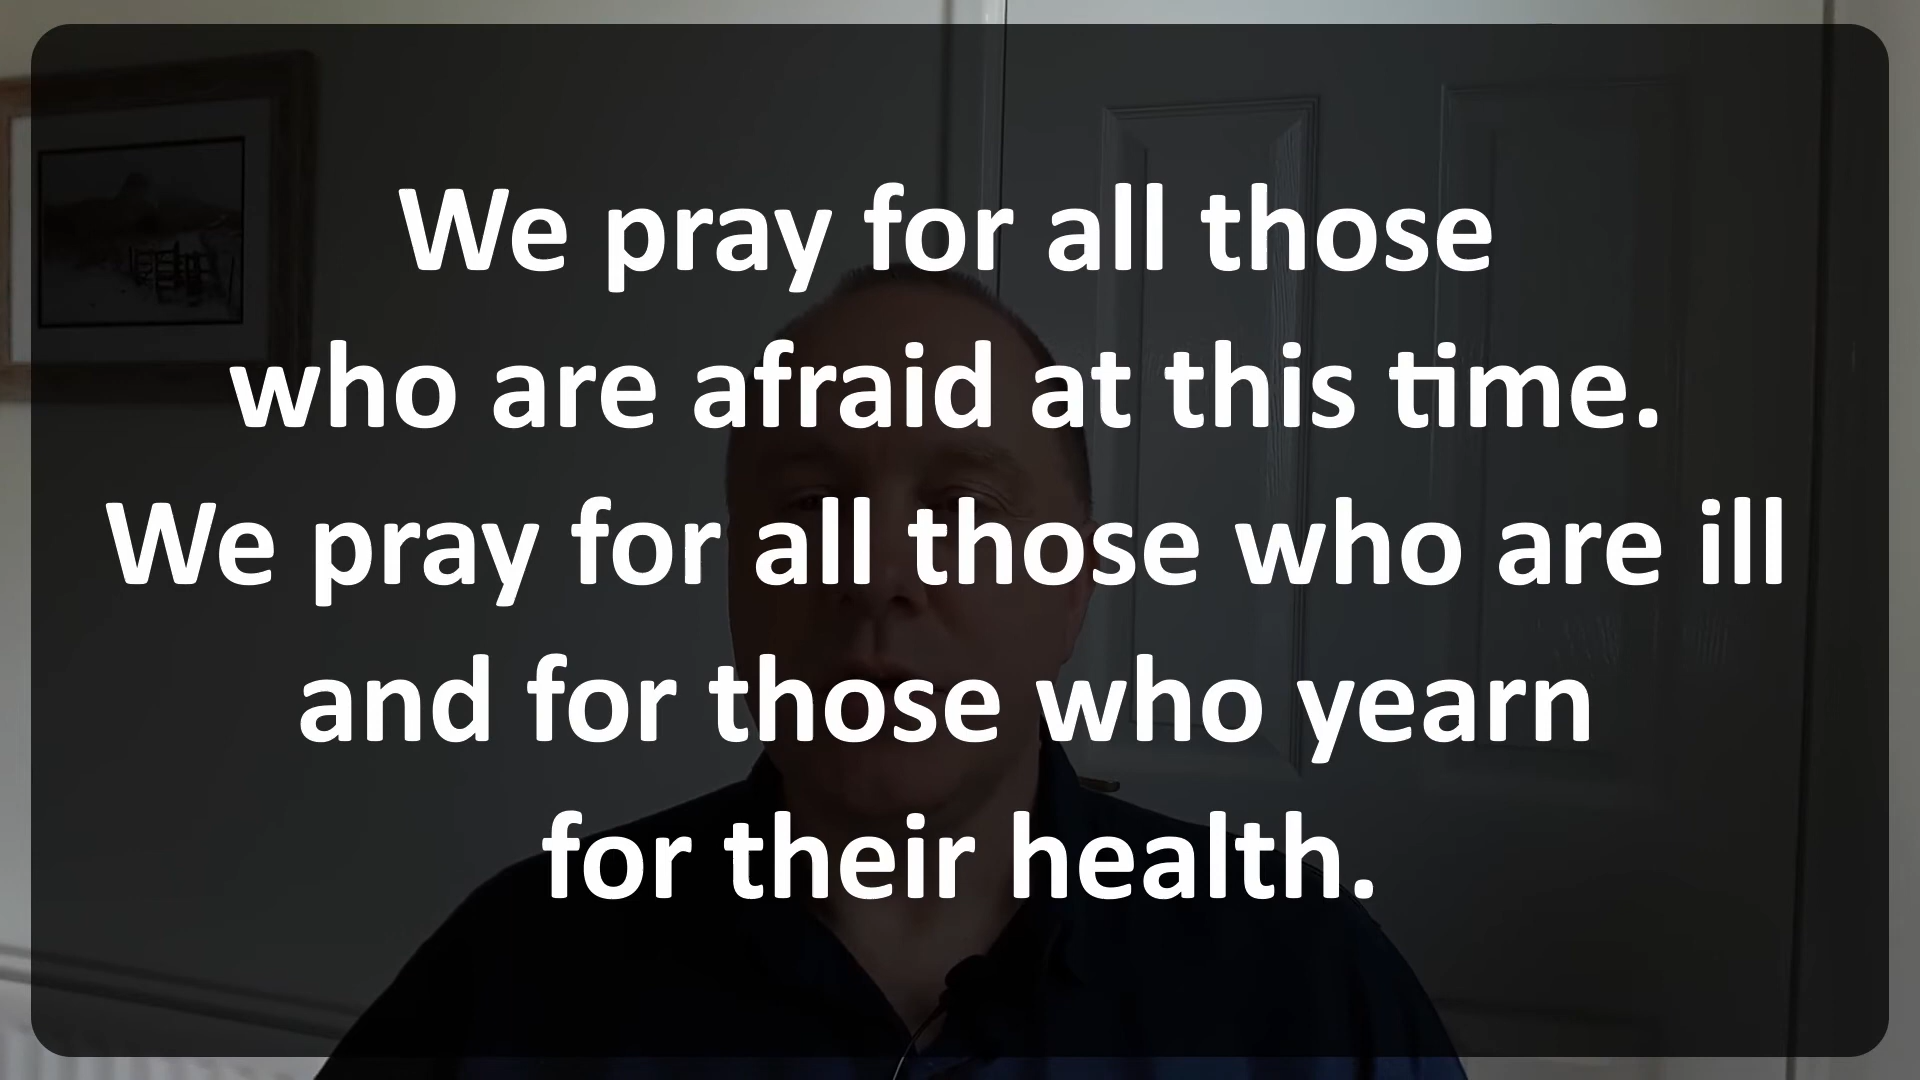 We pray for all those
who are afraid at this time.
We pray for all those who are ill
and for those who yearn
for their health.